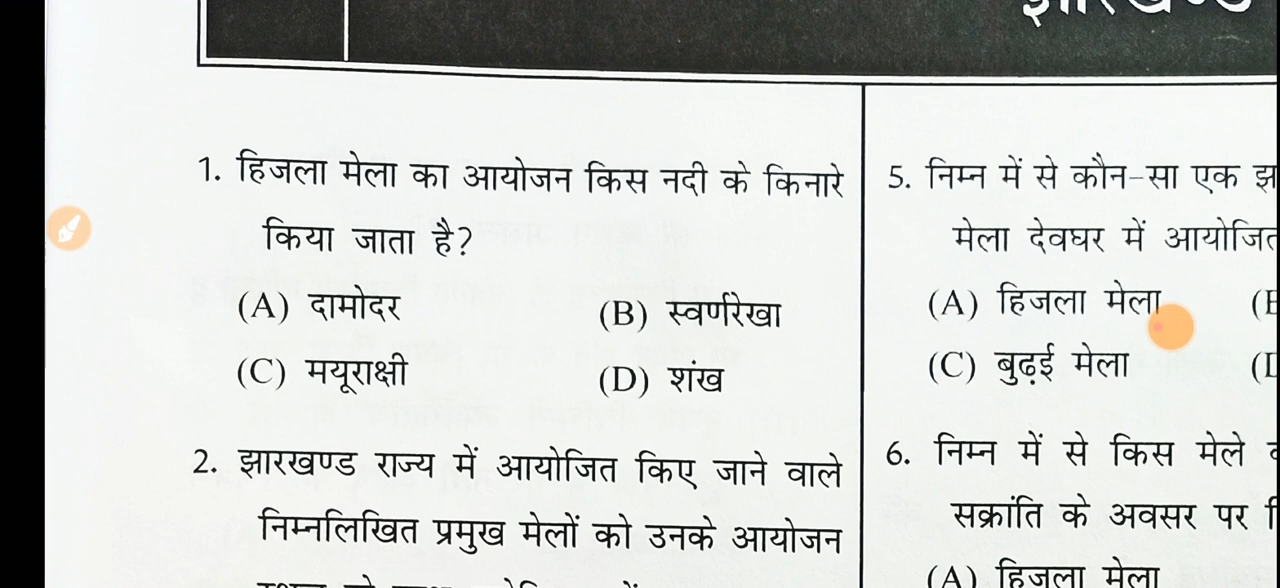 1. हिजला मेला का आयोजन किस नदी के किनारे
किया जाता है?
(A) दामोदर (B) स्वर्णरेखा
(C) मयूराक्षी (D) शंख
2. झारखण्ड राज्य में आयोजित किए जाने वाले
निम्नलिखित प्रमुख मेलों को उनके आयोजन
5. निम्न में से कौन-सा एक
मेला देवघर में आयोजित
(A) हिजला मेला
(C) बुढ़ई मेला
6. निम्न में से किस मेले
सक्रांति के अवसर पर
(A) हिजला मेला